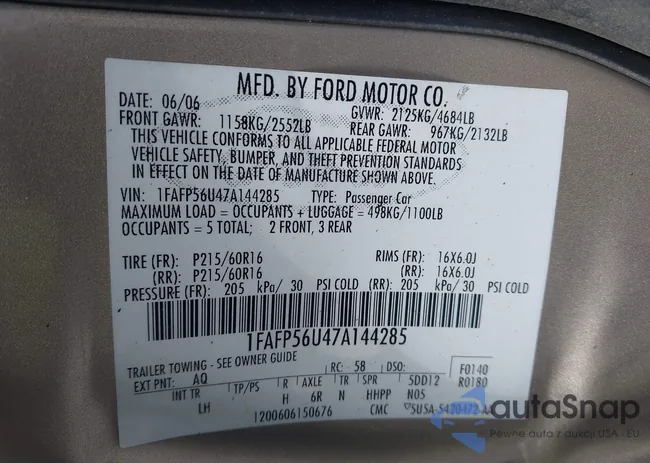 MFD. BY FORD MOTOR CO.
DATE: 06/06 GVWR: 2125KG/4684LB
FRONT GAWR: 1158KG/2552LB REAR GAWR: 967KG/2132LB
THIS VEHICLE CONFORMS TO ALL APPLICABLE FEDERAL MOTOR
VEHICLE SAFETY, BUMPER, AND THEFT PREVENTION STANDARDS
IN EFFECT ON THE DATE OF MANUFACTURE SHOWN ABOVE.
VIN: 1FAFP56U47A144285 TYPE: Passenger Car
MAXIMUM LOAD = OCCUPANTS + LUGGAGE = 498KG/1100LB
OCCUPANTS = 5 TOTAL; 2 FRONT, 3 REAR
TIRE (FR): P215/60R16 RIMS (FR): 16X6.0J
(RR): P215/60R16 (RR): 16X6.0J
PRESSURE (FR): 205 kPa/ 30 PSI COLD (RR): 205 kPa/ 30 PSI COLD
1FAFP56U47A144285
TRAILER TOWING - SEE OWNER GUIDE
RC: 58 DSO: F0140
EXT PNT: AQ R0180
INT TR TP/PS R AXLE TR SPR 5DD12
LH H 6R N HHPP N05
1200606150676 CMC
autoSnap
Pewne auto z aukcji USA i EU